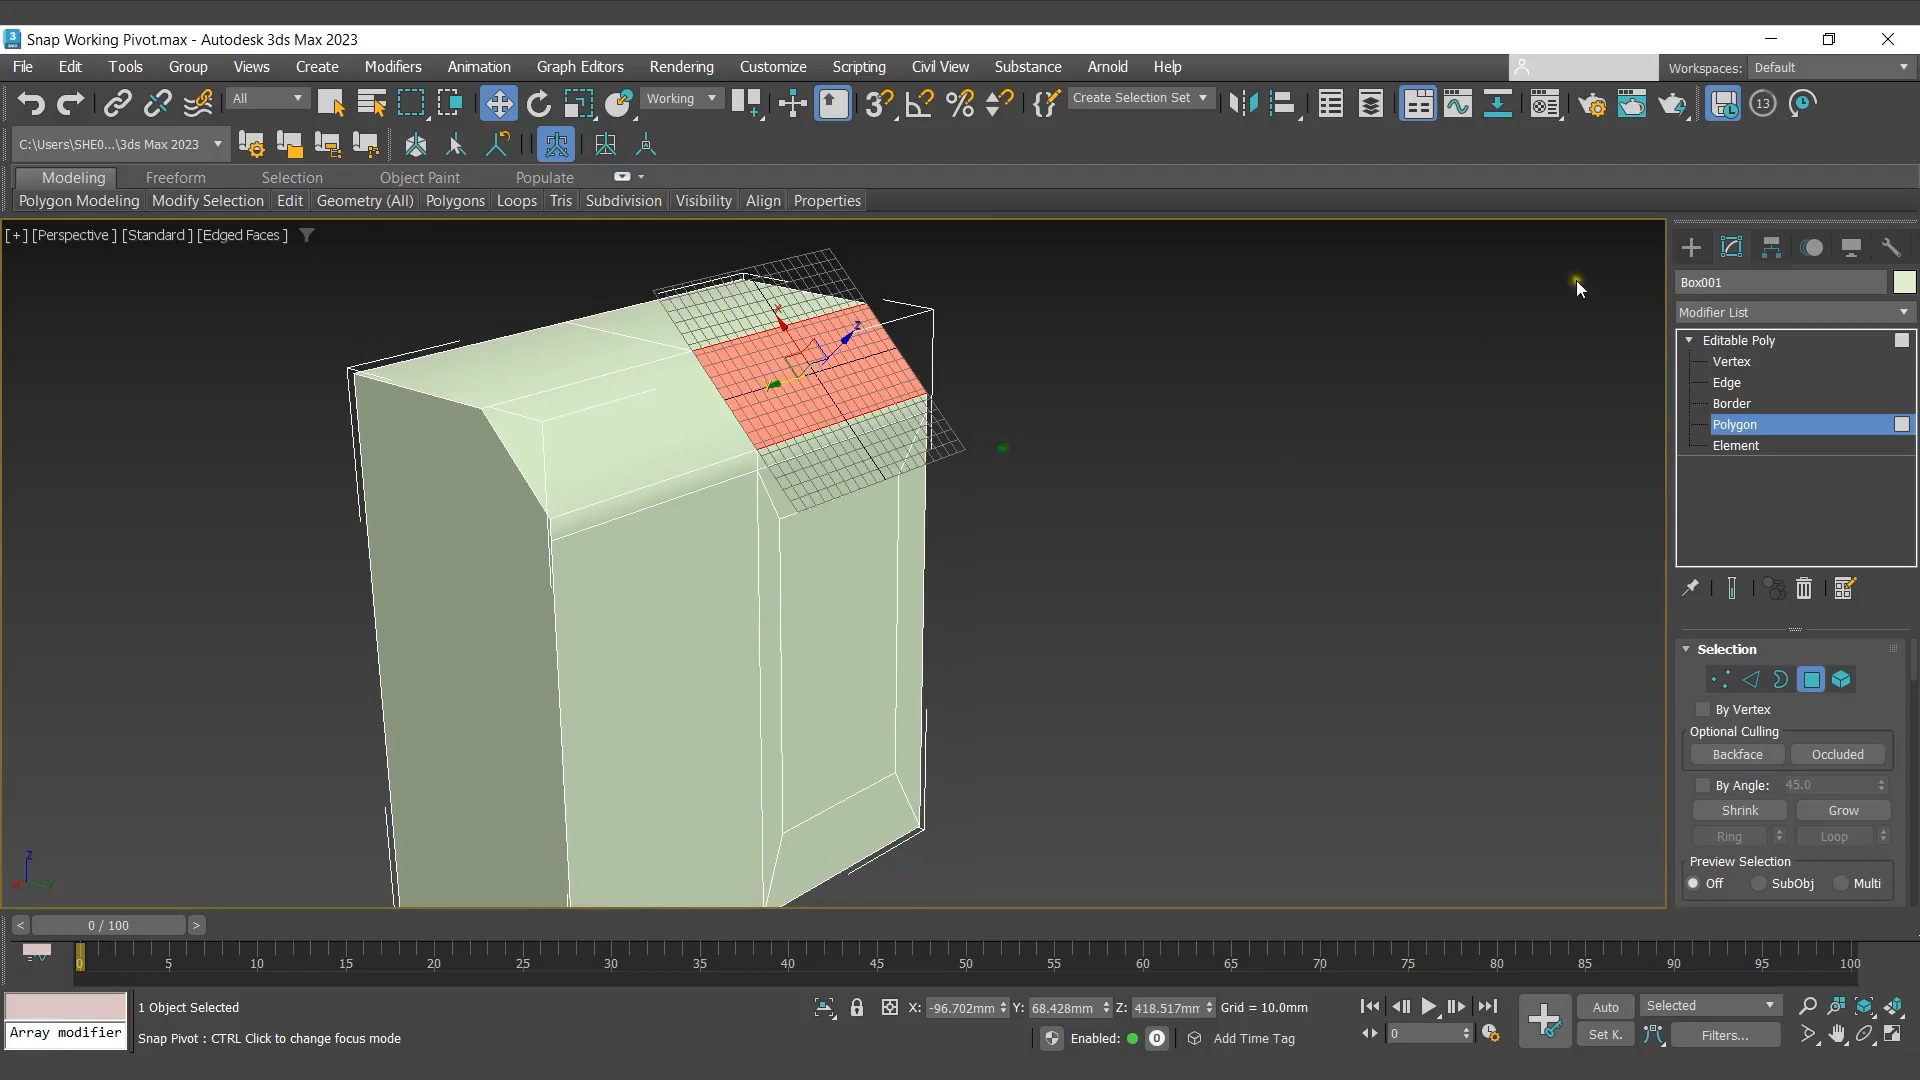 Snap Working Pivot.max - Autodesk 3ds Max 2023
File Edit Tools Group Views Create Modifiers Animation Graph Editors Rendering Customize Scripting Civil View Substance Arnold Help Workspaces: Default
All Working Create Selection Set 13
C:\Users\SHE0...\3ds Max 2023
Modeling Freeform Selection Object Paint Populate
Polygon Modeling Modify Selection Edit Geometry (All) Polygons Loops Tris Subdivision Visibility Align Properties
[+] [Perspective] [Standard] [Edged Faces]
Box001
Modifier List
Editable Poly
Vertex
Edge
Border
Polygon
Element
x
z
y
Selection
By Vertex
Optional Culling
Backface Occluded
By Angle: 45.0
Shrink Grow
Ring Loop
Preview Selection
Off SubObj Multi
z
x y
< 0 / 100 >
0 5 10 15 20 25 30 35 40 45 50 55 60 65 70 75 80 85 90 95 100
1 Object Selected X: -96.702mm Y: 68.428mm Z: 418.517mm Grid = 10.0mm Auto Selected
Array modifier Snap Pivot : CTRL Click to change focus mode Enabled: 0 Add Time Tag 0 Set K. Filters...